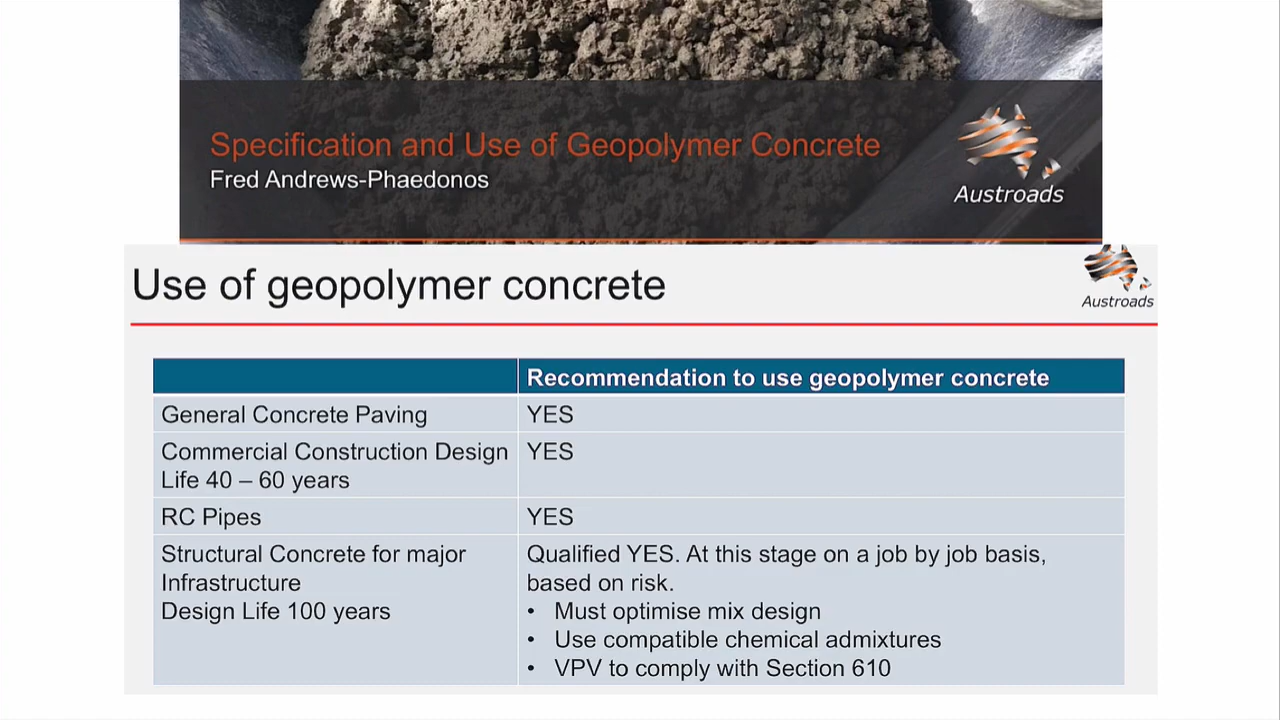 Specification and Use of Geopolymer Concrete
Fred Andrews-Phaedonos
Austroads
Use of geopolymer concrete
Austroads
Recommendation to use geopolymer concrete
General Concrete Paving
YES
Commercial Construction Design
Life 40 – 60 years
YES
RC Pipes
YES
Structural Concrete for major
Infrastructure
Design Life 100 years
Qualified YES. At this stage on a job by job basis,
based on risk.
• Must optimise mix design
• Use compatible chemical admixtures
• VPV to comply with Section 610